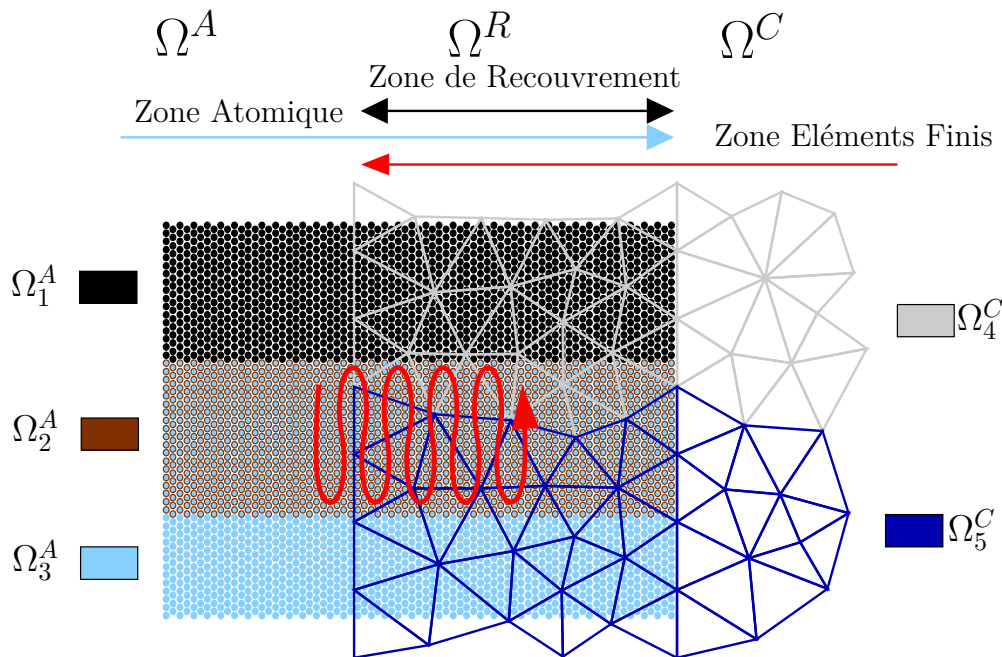 Ω^A Ω^R Ω^C
Zone de Recouvrement
Zone Atomique
Zone Eléments Finis
Ω_1^A
Ω_4^C
Ω_2^A
Ω_5^C
Ω_3^A